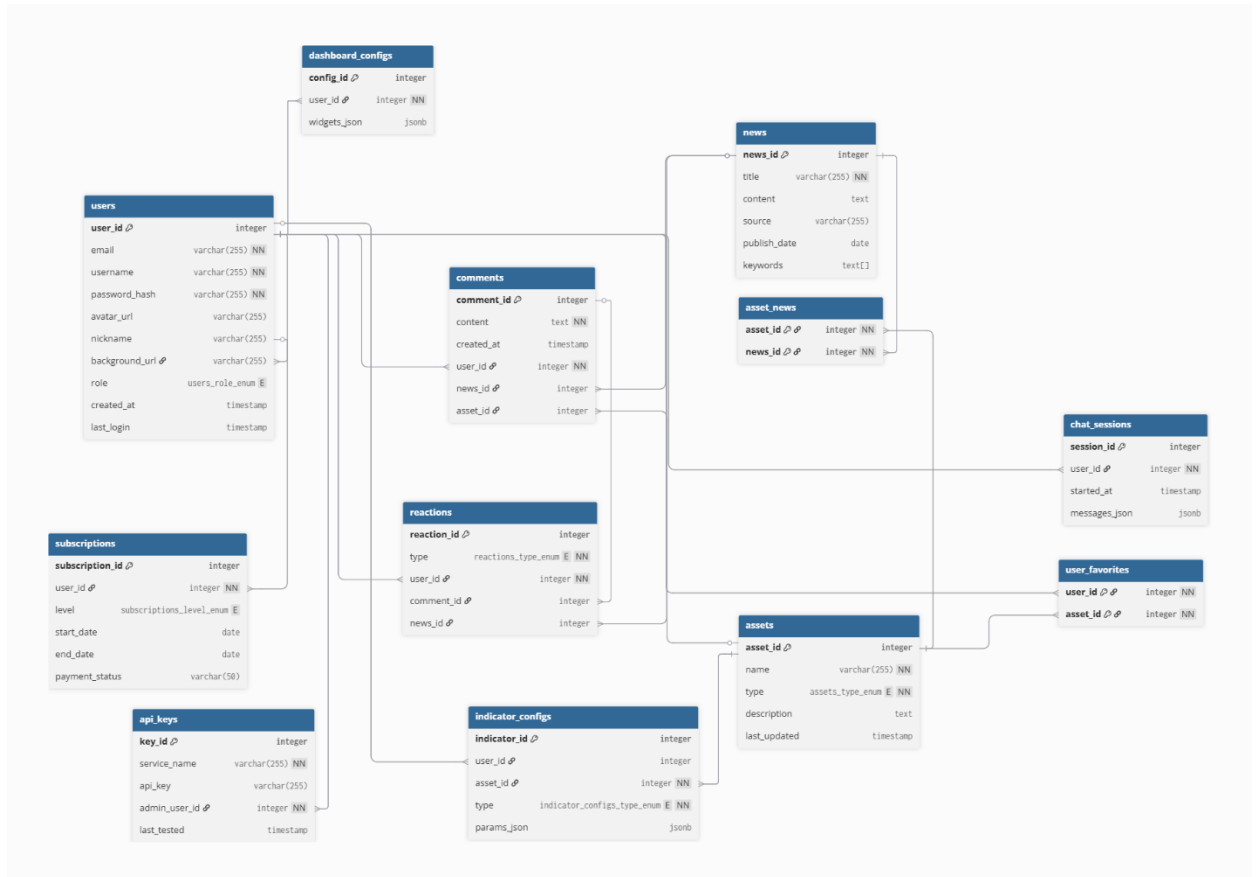 dashboard_configs
config_id integer
user_id integer NN
widgets_json jsonb
news
news_id integer
title varchar(255) NN
content text
source varchar(255)
publish_date date
keywords text[]
users
user_id integer
email varchar(255) NN
username varchar(255) NN
password_hash varchar(255) NN
avatar_url varchar(255)
nickname varchar(255)
background_url varchar(255)
role users_role_enum E
created_at timestamp
last_login timestamp
comments
comment_id integer
content text NN
created_at timestamp
user_id integer NN
news_id integer
asset_id integer
asset_news
asset_id integer NN
news_id integer NN
chat_sessions
session_id integer
user_id integer NN
started_at timestamp
messages_json jsonb
reactions
reaction_id integer
type reactions_type_enum E NN
user_id integer NN
comment_id integer
news_id integer
subscriptions
subscription_id integer
user_id integer NN
level subscriptions_level_enum E
start_date date
end_date date
payment_status varchar(50)
user_favorites
user_id integer NN
asset_id integer NN
assets
asset_id integer
name varchar(255) NN
type assets_type_enum E NN
description text
last_updated timestamp
api_keys
key_id integer
service_name varchar(255) NN
api_key varchar(255)
admin_user_id integer NN
last_tested timestamp
indicator_configs
indicator_id integer
user_id integer
asset_id integer NN
type indicator_configs_type_enum E NN
params_json jsonb